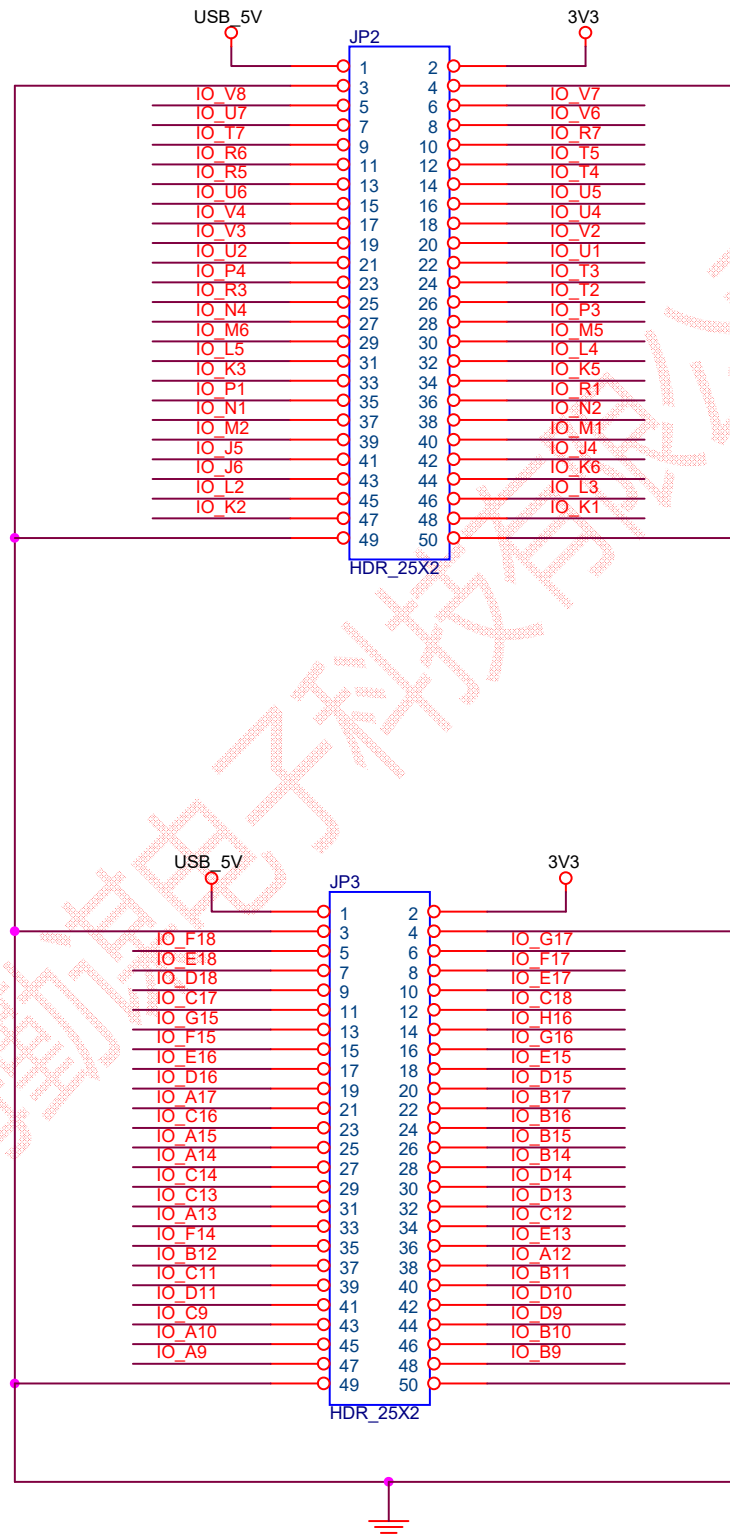 USB_5V 3V3
JP2
1 2
3 4
IO_V8 5 6 IO_V7
IO_U7 7 8 IO_V6
IO_T7 9 10 IO_R7
IO_R6 11 12 IO_T5
IO_R5 13 14 IO_T4
IO_U6 15 16 IO_U5
IO_V4 17 18 IO_U4
IO_V3 19 20 IO_V2
IO_U2 21 22 IO_U1
IO_P4 23 24 IO_T3
IO_R3 25 26 IO_T2
IO_N4 27 28 IO_P3
IO_M6 29 30 IO_M5
IO_L5 31 32 IO_L4
IO_K3 33 34 IO_K5
IO_P1 35 36 IO_R1
IO_N1 37 38 IO_N2
IO_M2 39 40 IO_M1
IO_J5 41 42 IO_J4
IO_J6 43 44 IO_K6
IO_L2 45 46 IO_L3
IO_K2 47 48 IO_K1
49 50
HDR_25X2
USB_5V 3V3
JP3
1 2
3 4
IO_F18 5 6 IO_G17
IO_E18 7 8 IO_F17
IO_D18 9 10 IO_E17
IO_C17 11 12 IO_C18
IO_G15 13 14 IO_H16
IO_F15 15 16 IO_G16
IO_E16 17 18 IO_E15
IO_D16 19 20 IO_D15
IO_A17 21 22 IO_B17
IO_C16 23 24 IO_B16
IO_A15 25 26 IO_B15
IO_A14 27 28 IO_B14
IO_C14 29 30 IO_D14
IO_C13 31 32 IO_D13
IO_A13 33 34 IO_C12
IO_F14 35 36 IO_E13
IO_B12 37 38 IO_A12
IO_C11 39 40 IO_B11
IO_D11 41 42 IO_D10
IO_C9 43 44 IO_D9
IO_A10 45 46 IO_B10
IO_A9 47 48 IO_B9
49 50
HDR_25X2
电子科技有限公